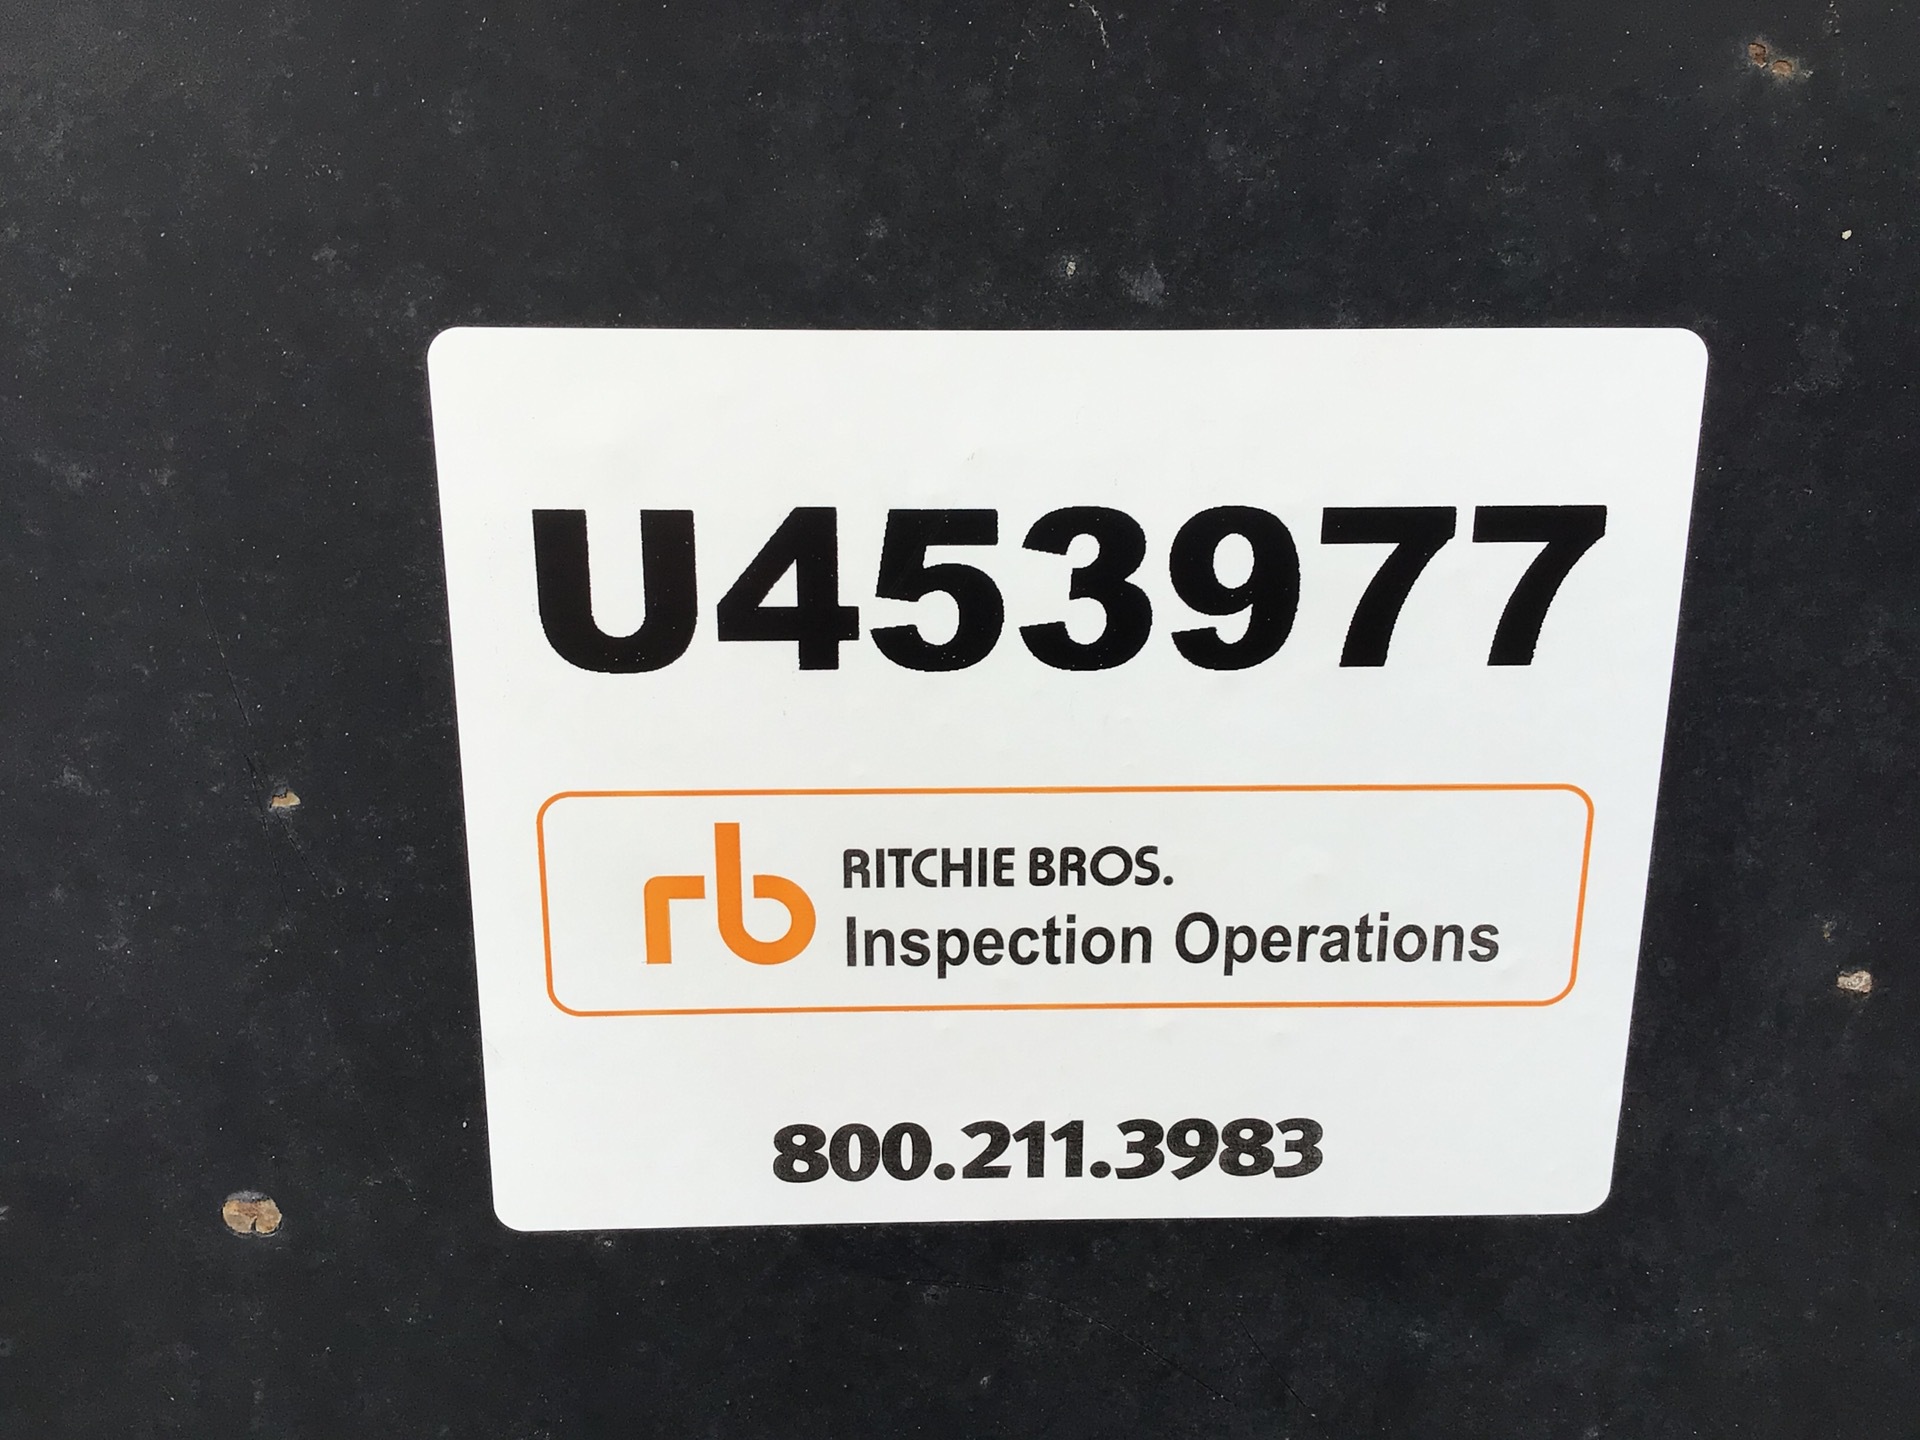 U453977
rb
RITCHIE BROS.
Inspection Operations
800.211.3983